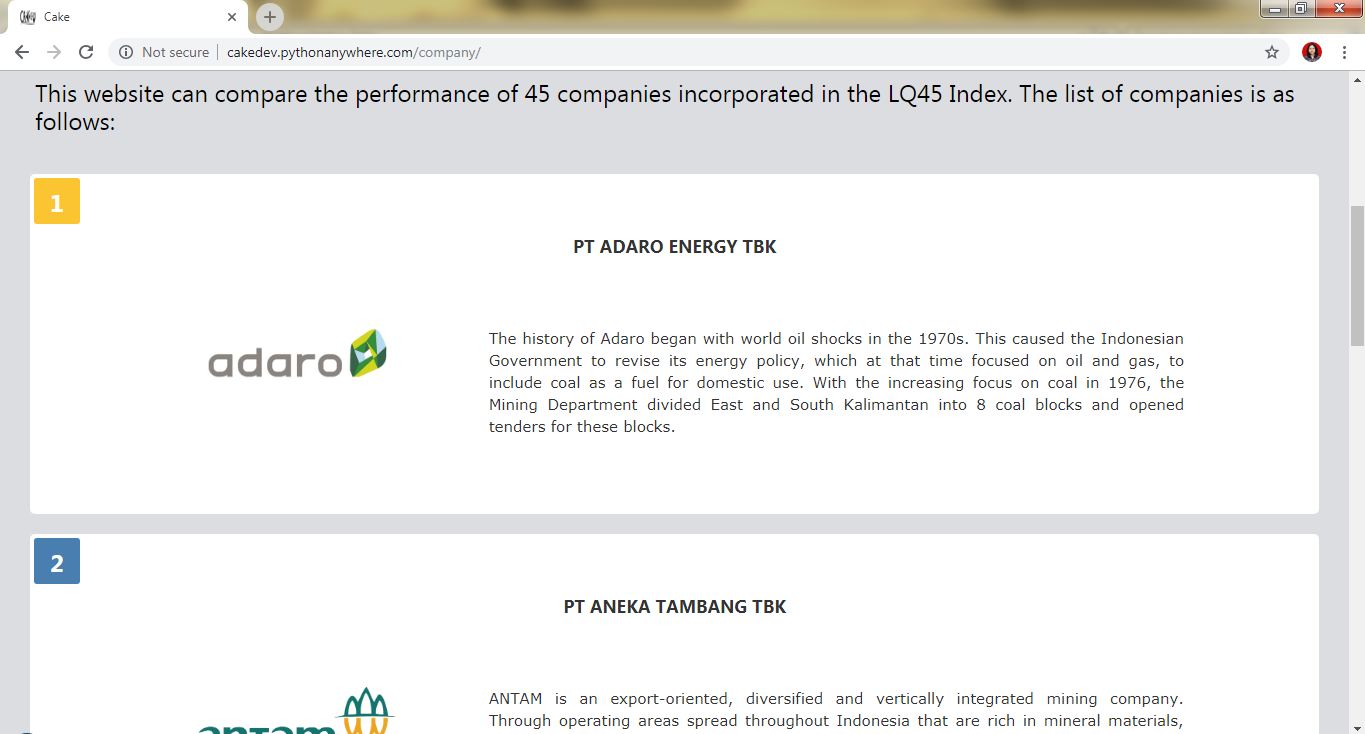 Cake
Not secure
cakedev.pythonanywhere.com/company/
This website can compare the performance of 45 companies incorporated in the LQ45 Index. The list of companies is as
follows:
1
PT ADARO ENERGY TBK
adaro
The history of Adaro began with world oil shocks in the 1970s. This caused the Indonesian
Government to revise its energy policy, which at that time focused on oil and gas, to
include coal as a fuel for domestic use. With the increasing focus on coal in 1976, the
Mining Department divided East and South Kalimantan into 8 coal blocks and opened
tenders for these blocks.
2
PT ANEKA TAMBANG TBK
antam
ANTAM is an export-oriented, diversified and vertically integrated mining company.
Through operating areas spread throughout Indonesia that are rich in mineral materials,